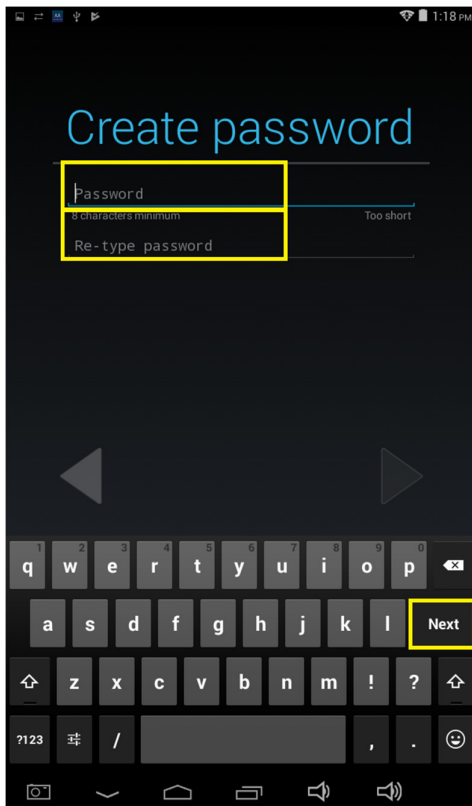 AA 1:18 PM
Create password
Password
8 characters minimum Too short
Re-type password
1 2 3 4 5 6 7 8 9 0
q w e r t y u i o p
a s d f g h j k l Next
z x c v b n m ! ?
?123 / , .